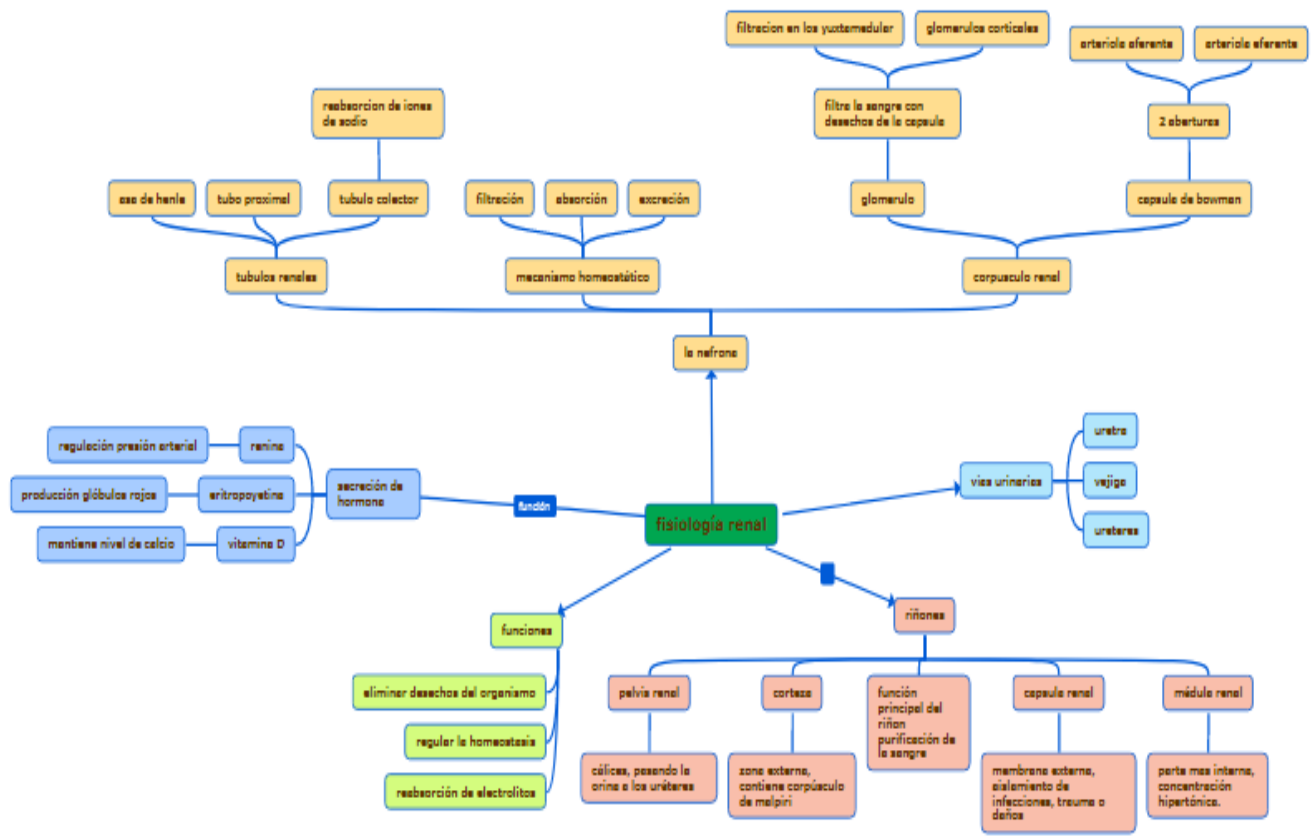 filtracion en los yuxtamedular
glomerulos corticales
arteriola aferente
arteriola eferente
reabsorcion de iones
de sodio
filtra la sangre con
desechos de la capsula
2 aberturas
asa de henle
tubo proximal
tubulo colector
filtración
absorción
excreción
glomerulo
capsula de bowman
tubulos renales
mecanismo homeostático
corpusculo renal
la nefrona
regulación presión arterial
renina
producción glóbulos rojos
eritropoyetina
mantiene nivel de calcio
vitamina D
secreción de
hormona
función
fisiología renal
vias urinarias
uretra
vejiga
ureteres
funciones
eliminar desechos del organismo
regular la homeostasis
reabsorción de electrolitos
riñones
pelvis renal
corteza
función
principal del
riñon
purificación de
la sangre
capsula renal
médula renal
cálices, pasando la
orina a los uréteres
zona externa,
contiene corpúsculo
de malpiri
membrana externa,
aislamiento de
infecciones, trauma o
daños
parte mas interna,
concentración
hipertónica.